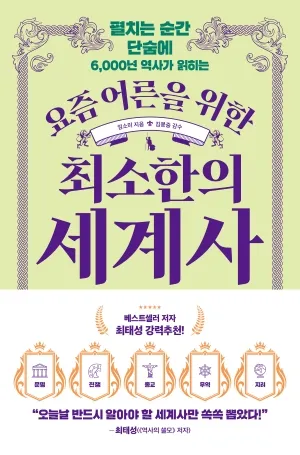 펼치는 순간
단숨에
6,000년 역사가 읽히는
요즘 어른을 위한
임소미 지음 김봉중 감수
최소한의
세계사
베스트셀러 저자
최태성 강력추천!
문명 전쟁 종교 무역 지리
“오늘날 반드시 알아야 할 세계사만 쏙쏙 뽑았다!”
– 최태성(《역사의 쓸모》 저자)